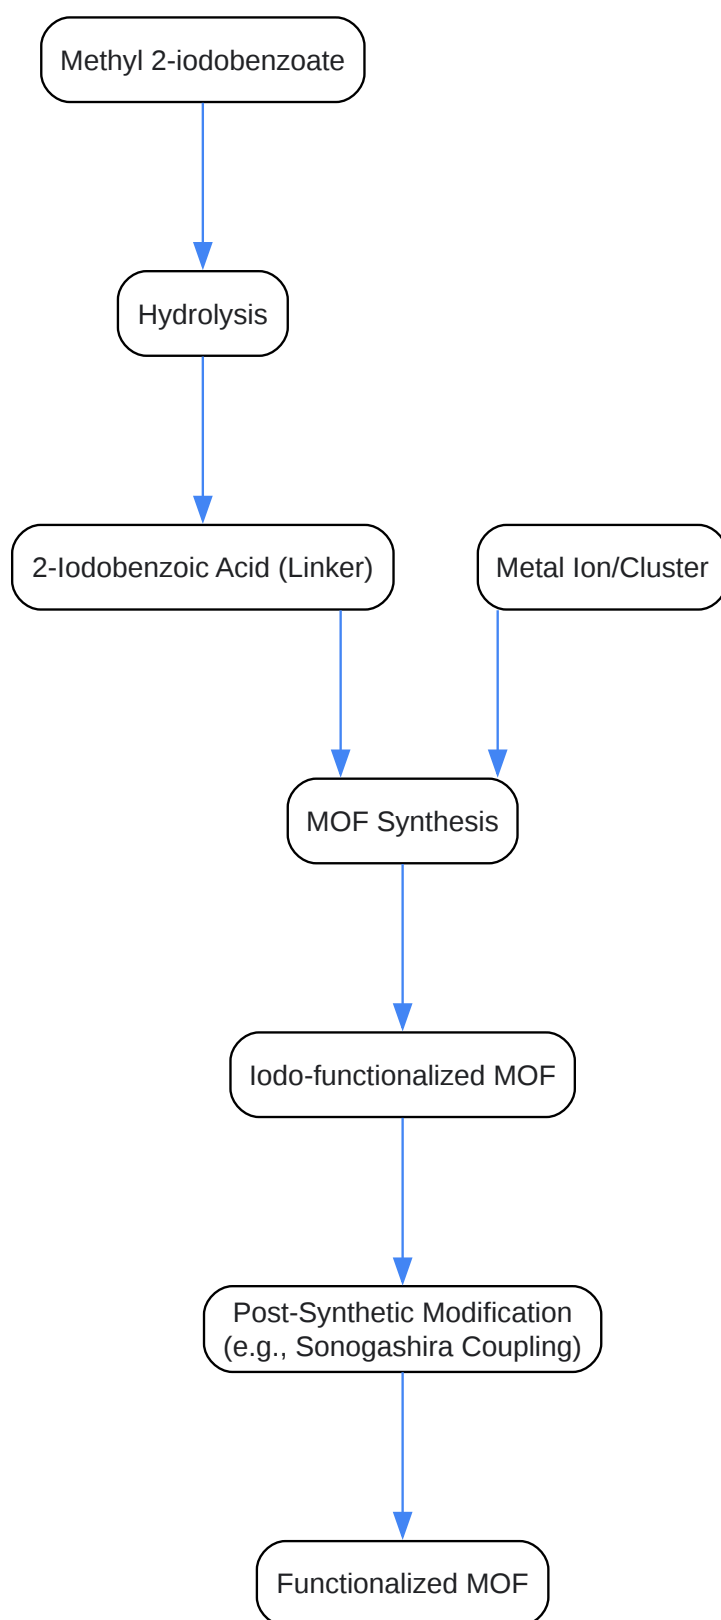 Methyl 2-iodobenzoate
Hydrolysis
2-Iodobenzoic Acid (Linker)
Metal Ion/Cluster
MOF Synthesis
Iodo-functionalized MOF
Post-Synthetic Modification
(e.g., Sonogashira Coupling)
Functionalized MOF